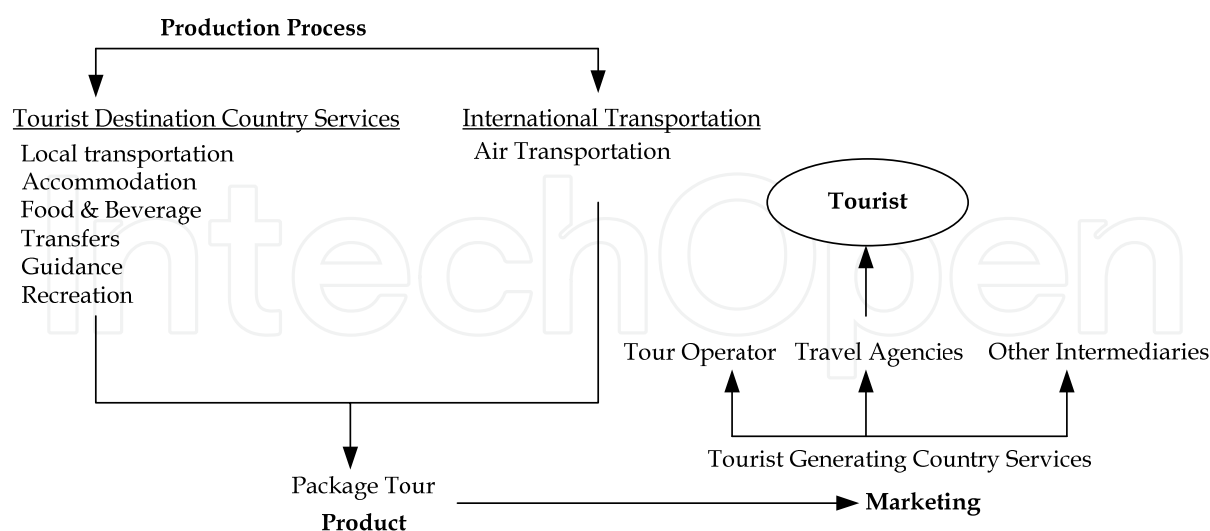 Production Process
Tourist Destination Country Services
International Transportation
Local transportation
Accommodation
Food & Beverage
Transfers
Guidance
Recreation
Air Transportation
Tourist
Tour Operator
Travel Agencies
Other Intermediaries
Tourist Generating Country Services
Package Tour
Product
Marketing
IntechOpen